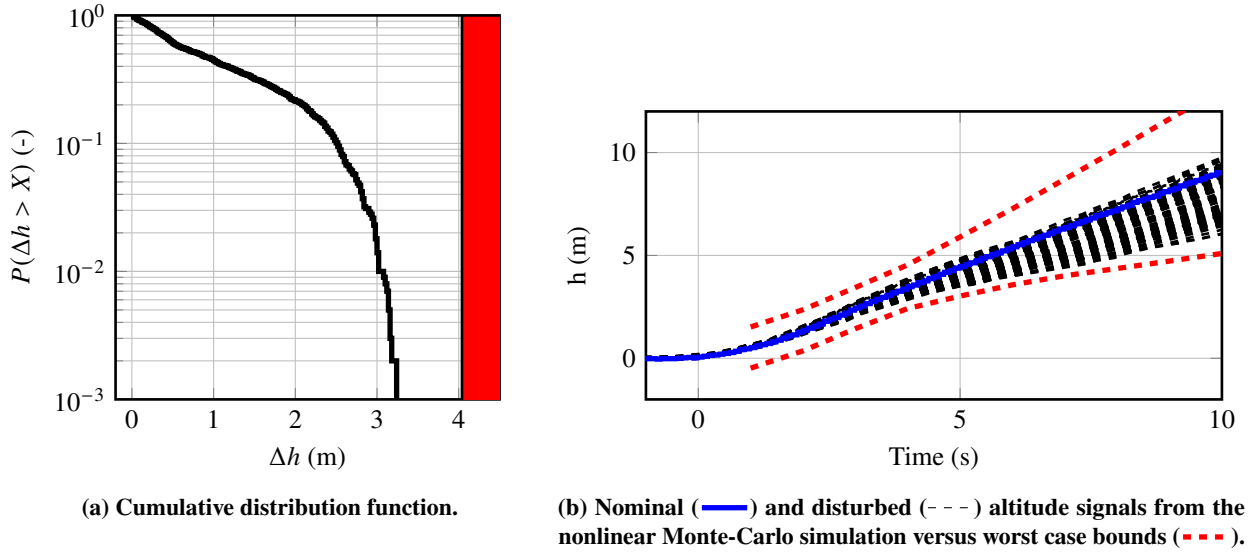 10⁰
10⁻¹
10⁻²
10⁻³
P(Δh > X) (-)
0 1 2 3 4
Δh (m)
(a) Cumulative distribution function.
10
5
0
h (m)
0 5 10
Time (s)
(b) Nominal ( ) and disturbed ( ) altitude signals from the
nonlinear Monte-Carlo simulation versus worst case bounds ( ).